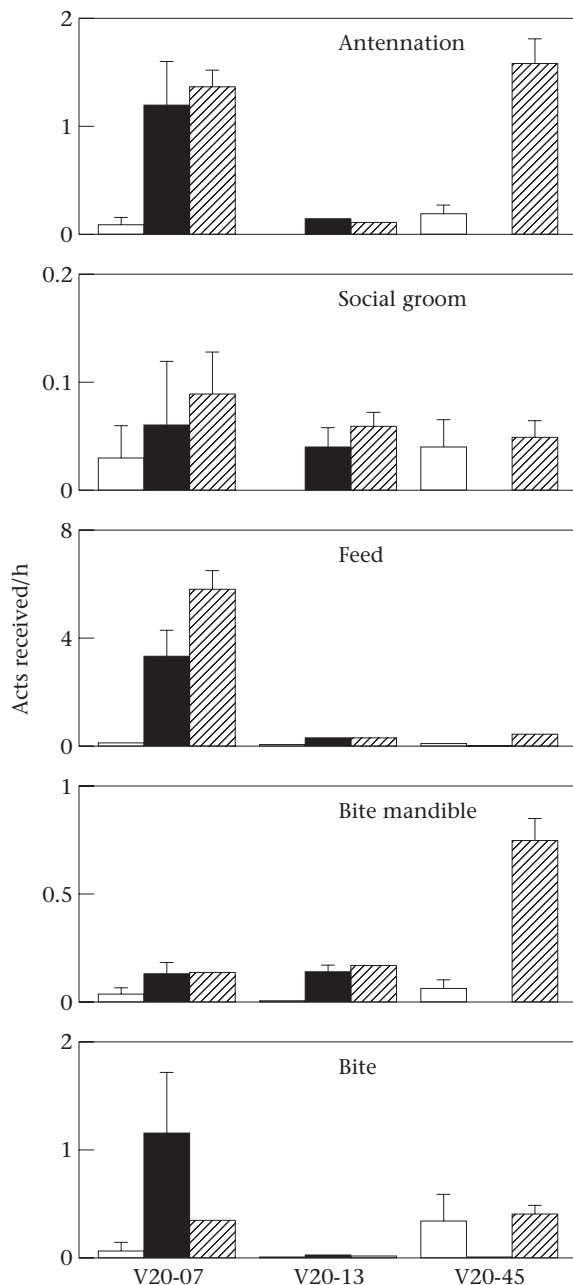 2
Antennation
1
0
0.2
Social groom
0.1
0
8
Feed
4
0
Acts received/h
1
Bite mandible
0.5
0
2
Bite
1
0
V20-07 V20-13 V20-45